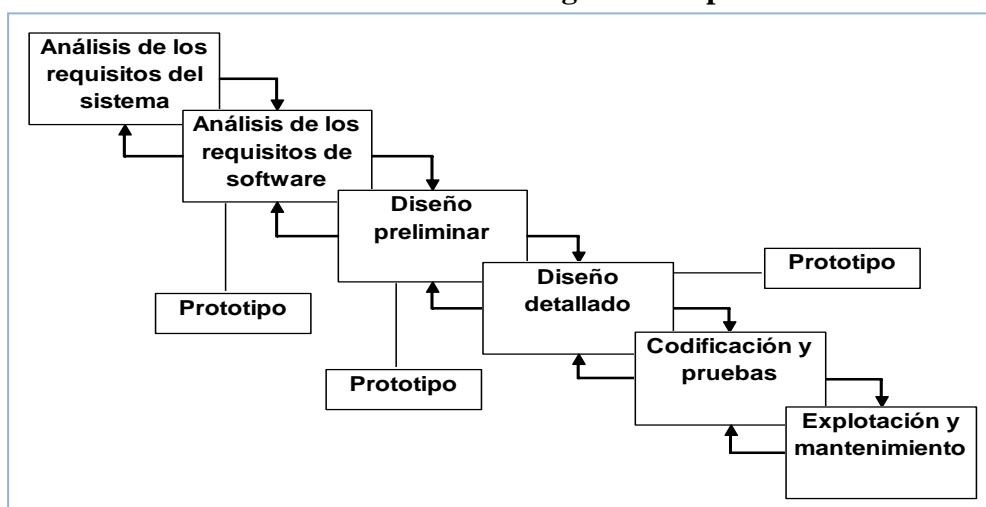 Análisis de los
requisitos del
sistema
Análisis de los
requisitos de
software
Diseño
preliminar
Diseño
detallado
Prototipo
Prototipo
Prototipo
Codificación y
pruebas
Explotación y
mantenimiento